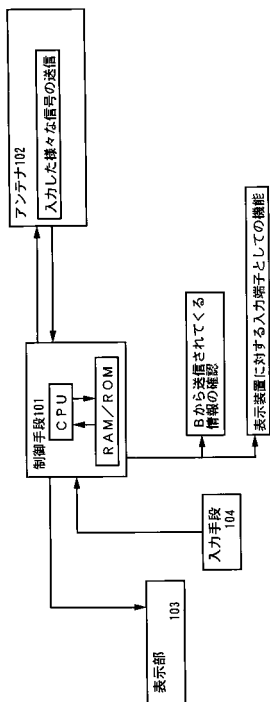 アンテナ102
入力した様々な信号の送信
制御手段101
CPU
RAM/ROM
Bから送信されてくる
情報の確認
表示装置に対する入力端子としての機能
入力手段
104
表示部
103